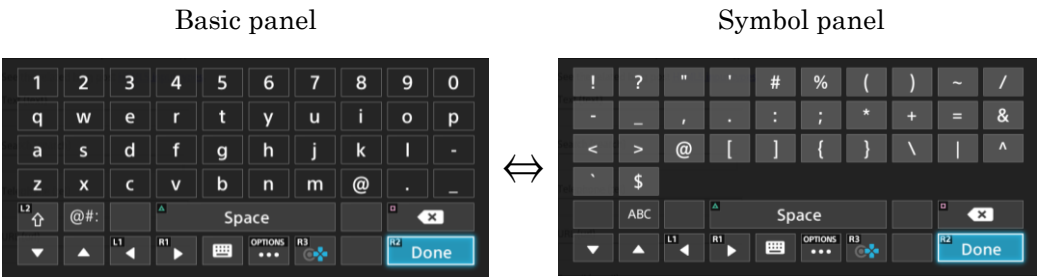 Basic panel
1 2 3 4 5 6 7 8 9 0
q w e r t y u i o p
a s d f g h j k l -
z x c v b n m @ . _
L2 @#: Space
L1 R1 OPTIONS R3 R2 Done
Symbol panel
! ? " ' # % ( ) ~ /
- _ , . : ; * + = &
< > @ [ ] { } \ | ^
` $
ABC Space
L1 R1 OPTIONS R3 R2 Done